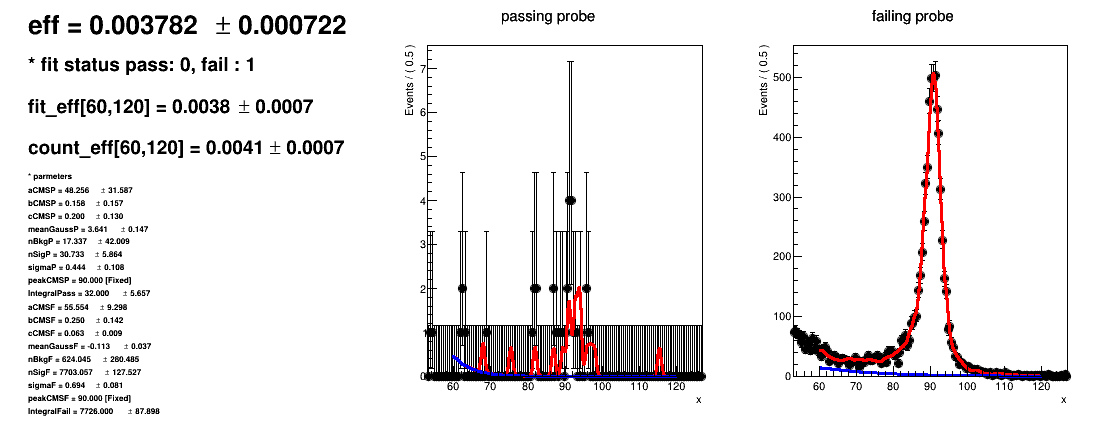 eff = 0.003782 ± 0.000722
* fit status pass: 0, fail : 1
fit_eff[60,120] = 0.0038 ± 0.0007
count_eff[60,120] = 0.0041 ± 0.0007
* parmeters
aCMSP = 48.256 ± 31.587
bCMSP = 0.158 ± 0.157
cCMSP = 0.200 ± 0.130
meanGaussP = 3.641 ± 0.147
nBkgP = 17.337 ± 42.009
nSigP = 30.733 ± 5.864
sigmaP = 0.444 ± 0.108
peakCMSP = 90.000 [Fixed]
IntegralPass = 32.000 ± 5.657
aCMSF = 55.554 ± 9.298
bCMSF = 0.250 ± 0.142
cCMSF = 0.063 ± 0.009
meanGaussF = -0.113 ± 0.037
nBkgF = 624.045 ± 280.485
nSigF = 7703.057 ± 127.527
sigmaF = 0.694 ± 0.081
peakCMSF = 90.000 [Fixed]
IntegralFail = 7726.000 ± 87.898
passing probe
Events / ( 0.5 )
7
6
5
4
3
2
1
0
60 70 80 90 100 110 120
x
failing probe
Events / ( 0.5 )
500
400
300
200
100
0
60 70 80 90 100 110 120
x